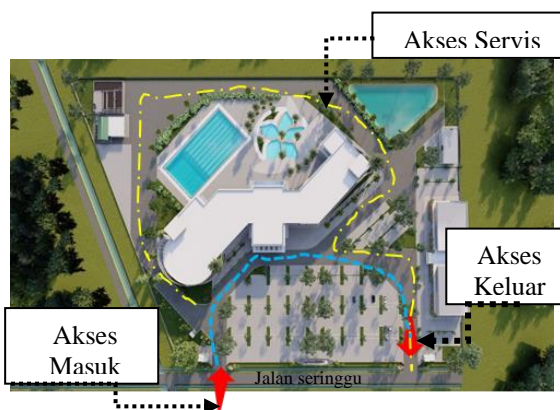 Akses Servis
Akses
Keluar
Akses
Masuk
Jalan seringgu